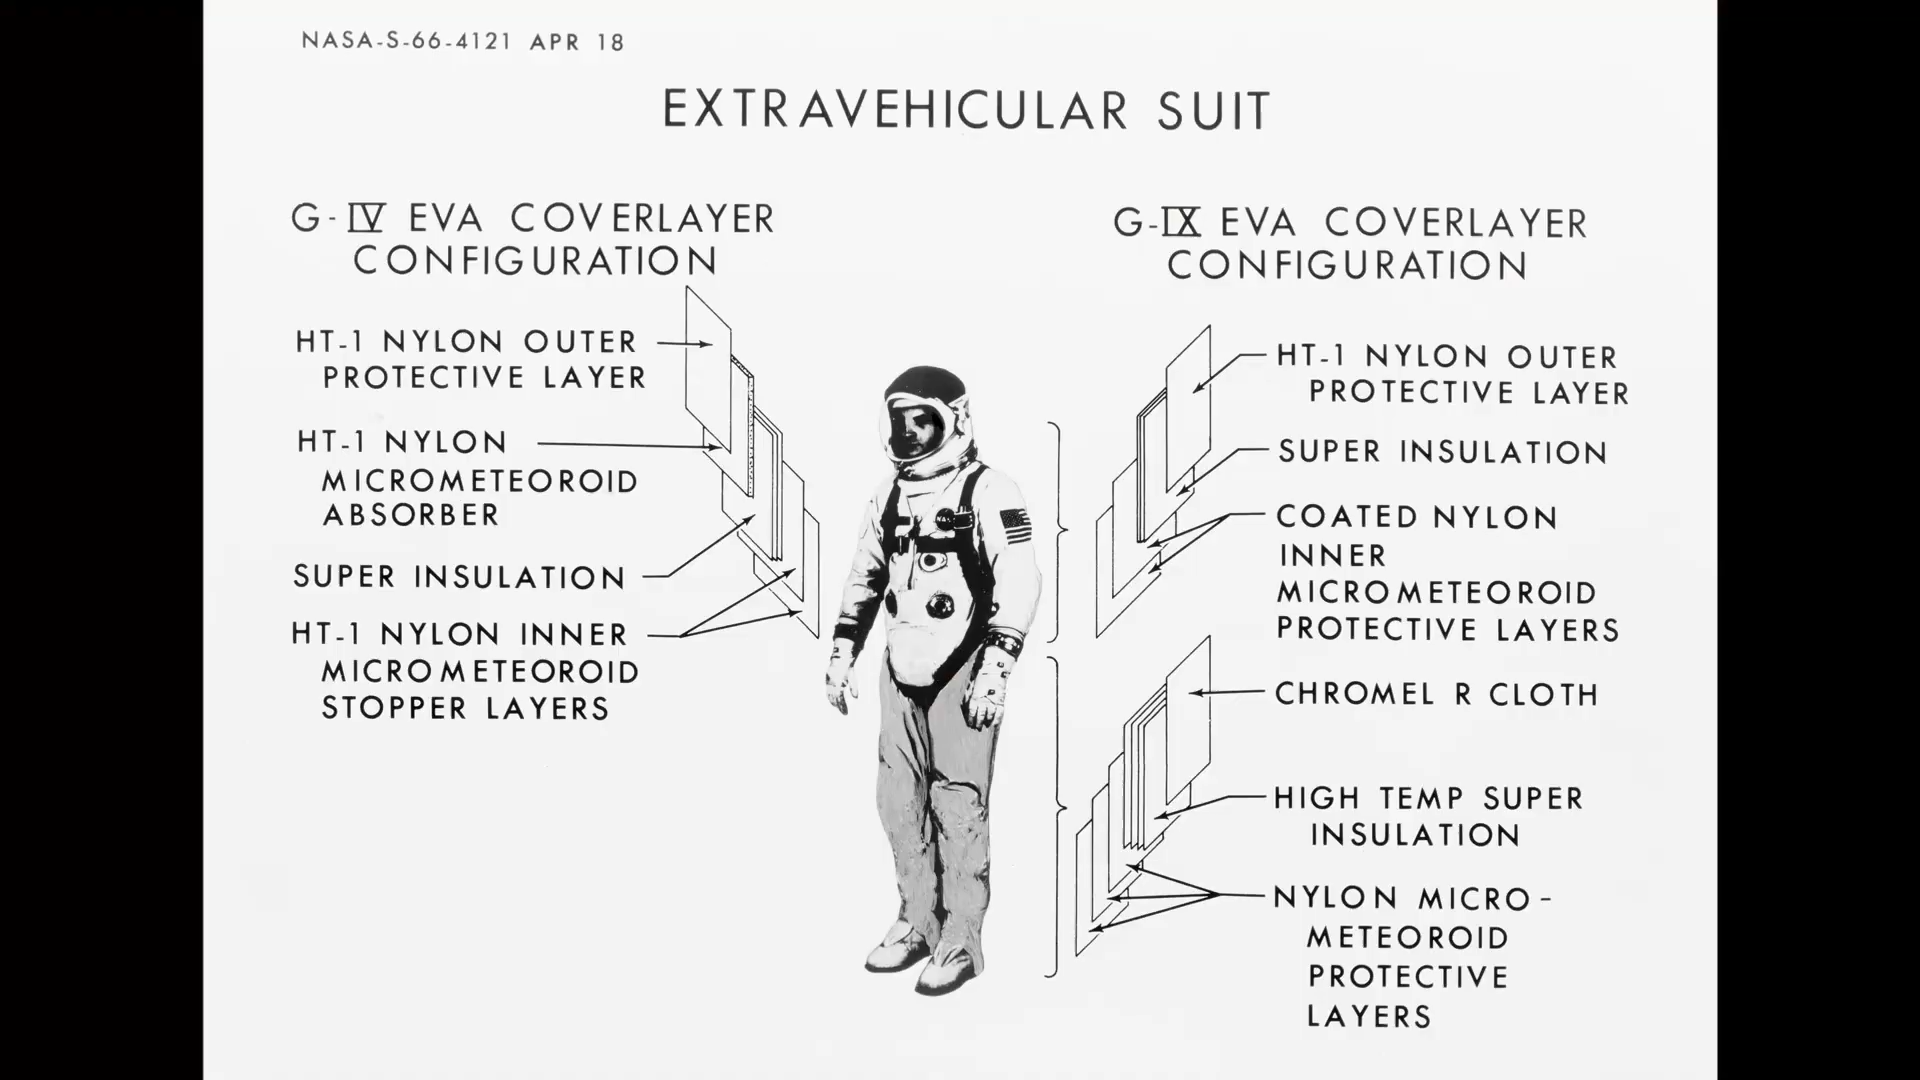 NASA-S-66-4121 APR 18
EXTRAVEHICULAR SUIT
G-IV EVA COVERLAYER
CONFIGURATION
HT-1 NYLON OUTER
PROTECTIVE LAYER
HT-1 NYLON
MICROMETEOROID
ABSORBER
SUPER INSULATION
HT-1 NYLON INNER
MICROMETEOROID
STOPPER LAYERS
G-IX EVA COVERLAYER
CONFIGURATION
HT-1 NYLON OUTER
PROTECTIVE LAYER
SUPER INSULATION
COATED NYLON
INNER
MICROMETEOROID
PROTECTIVE LAYERS
CHROMEL R CLOTH
HIGH TEMP SUPER
INSULATION
NYLON MICRO-
METEOROID
PROTECTIVE
LAYERS
NASA